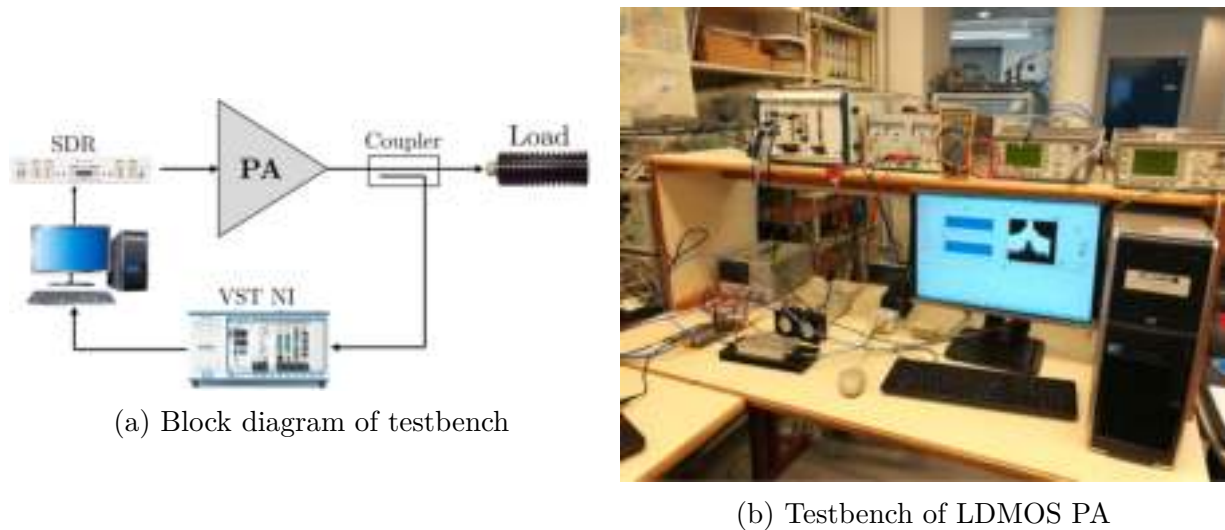 SDR
PA
Coupler
Load
VST NI
(a) Block diagram of testbench
(b) Testbench of LDMOS PA